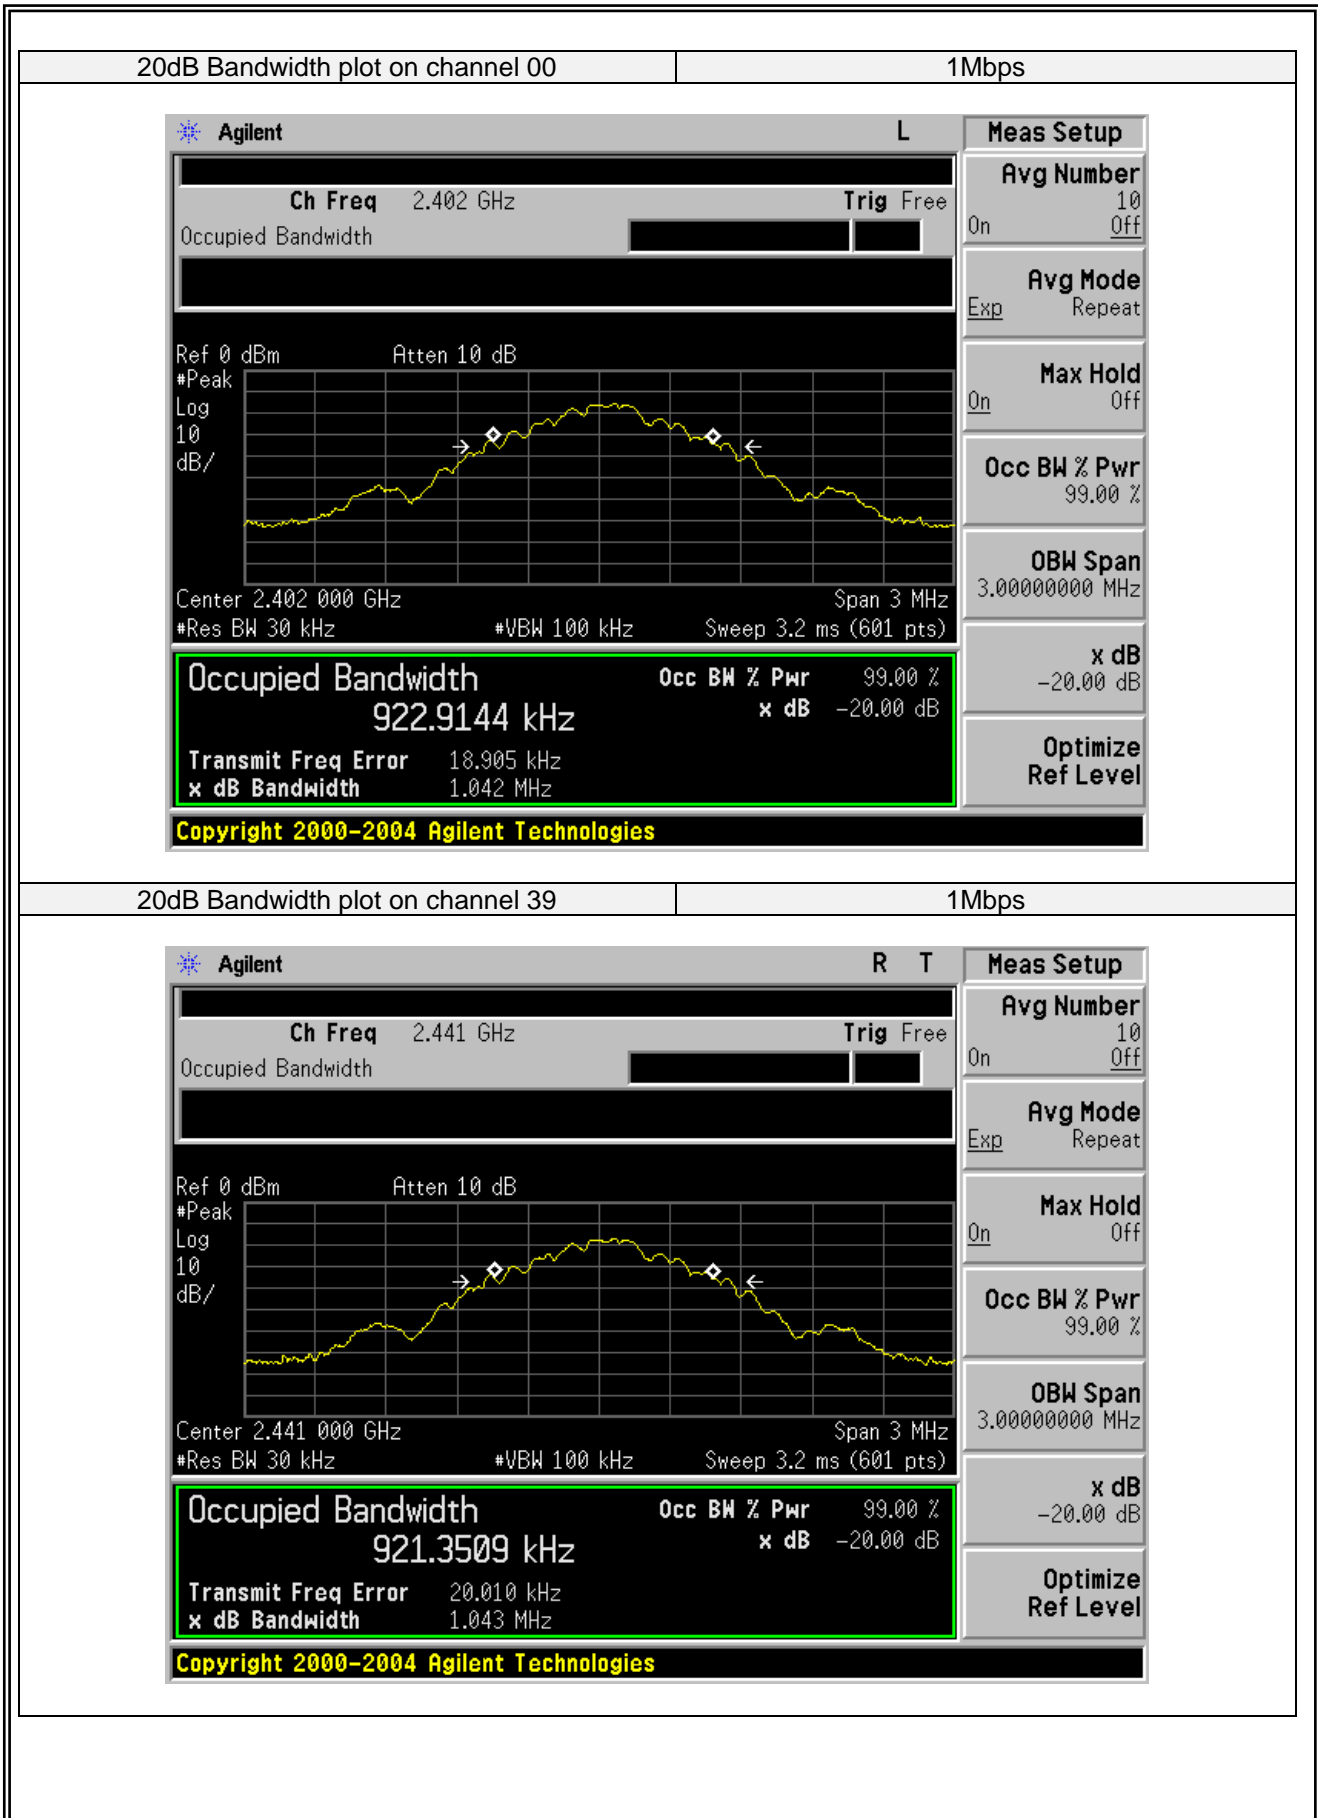 20dB Bandwidth plot on channel 00 1Mbps
Agilent L Meas Setup
Ch Freq 2.402 GHz Trig Free
Occupied Bandwidth
Avg Number
10
On Off
Avg Mode
Exp Repeat
Max Hold
On Off
Occ BW % Pwr
99.00 %
OBW Span
3.00000000 MHz
x dB
-20.00 dB
Optimize
Ref Level
Ref 0 dBm Atten 10 dB
#Peak
Log
10
dB/
Center 2.402 000 GHz Span 3 MHz
#Res BW 30 kHz #VBW 100 kHz Sweep 3.2 ms (601 pts)
Occupied Bandwidth Occ BW % Pwr 99.00 %
922.9144 kHz x dB -20.00 dB
Transmit Freq Error 18.905 kHz
x dB Bandwidth 1.042 MHz
Copyright 2000-2004 Agilent Technologies
20dB Bandwidth plot on channel 39 1Mbps
Agilent R T Meas Setup
Ch Freq 2.441 GHz Trig Free
Occupied Bandwidth
Avg Number
10
On Off
Avg Mode
Exp Repeat
Max Hold
On Off
Occ BW % Pwr
99.00 %
OBW Span
3.00000000 MHz
x dB
-20.00 dB
Optimize
Ref Level
Ref 0 dBm Atten 10 dB
#Peak
Log
10
dB/
Center 2.441 000 GHz Span 3 MHz
#Res BW 30 kHz #VBW 100 kHz Sweep 3.2 ms (601 pts)
Occupied Bandwidth Occ BW % Pwr 99.00 %
921.3509 kHz x dB -20.00 dB
Transmit Freq Error 20.010 kHz
x dB Bandwidth 1.043 MHz
Copyright 2000-2004 Agilent Technologies